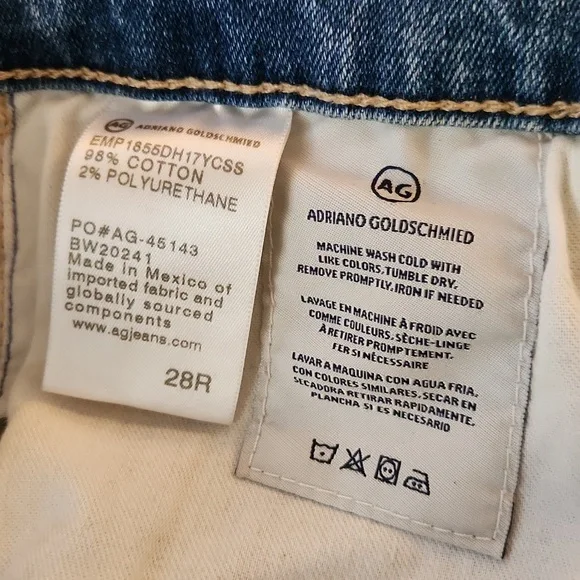 AG ADRIANO GOLDSCHMIED
EMP1855DH17YCSS
98% COTTON
2% POLYURETHANE
PO#AG-45143
BW20241
Made in Mexico of
imported fabric and
globally sourced
components
www.agjeans.com
28R
AG
ADRIANO GOLDSCHMIED
MACHINE WASH COLD WITH
LIKE COLORS, TUMBLE DRY.
REMOVE PROMPTLY. IRON IF NEEDED
LAVAGE EN MACHINE À FROID AVEC
COMME COULEURS, SÈCHE-LINGE
À RETIRER PROMPTEMENT.
FER SI NÉCESSAIRE
LAVAR A MAQUINA CON AGUA FRIA.
CON COLORES SIMILARES, SECAR EN
SECADORA RETIRAR RAPIDAMENTE.
PLANCHA SI ES NECESARIO